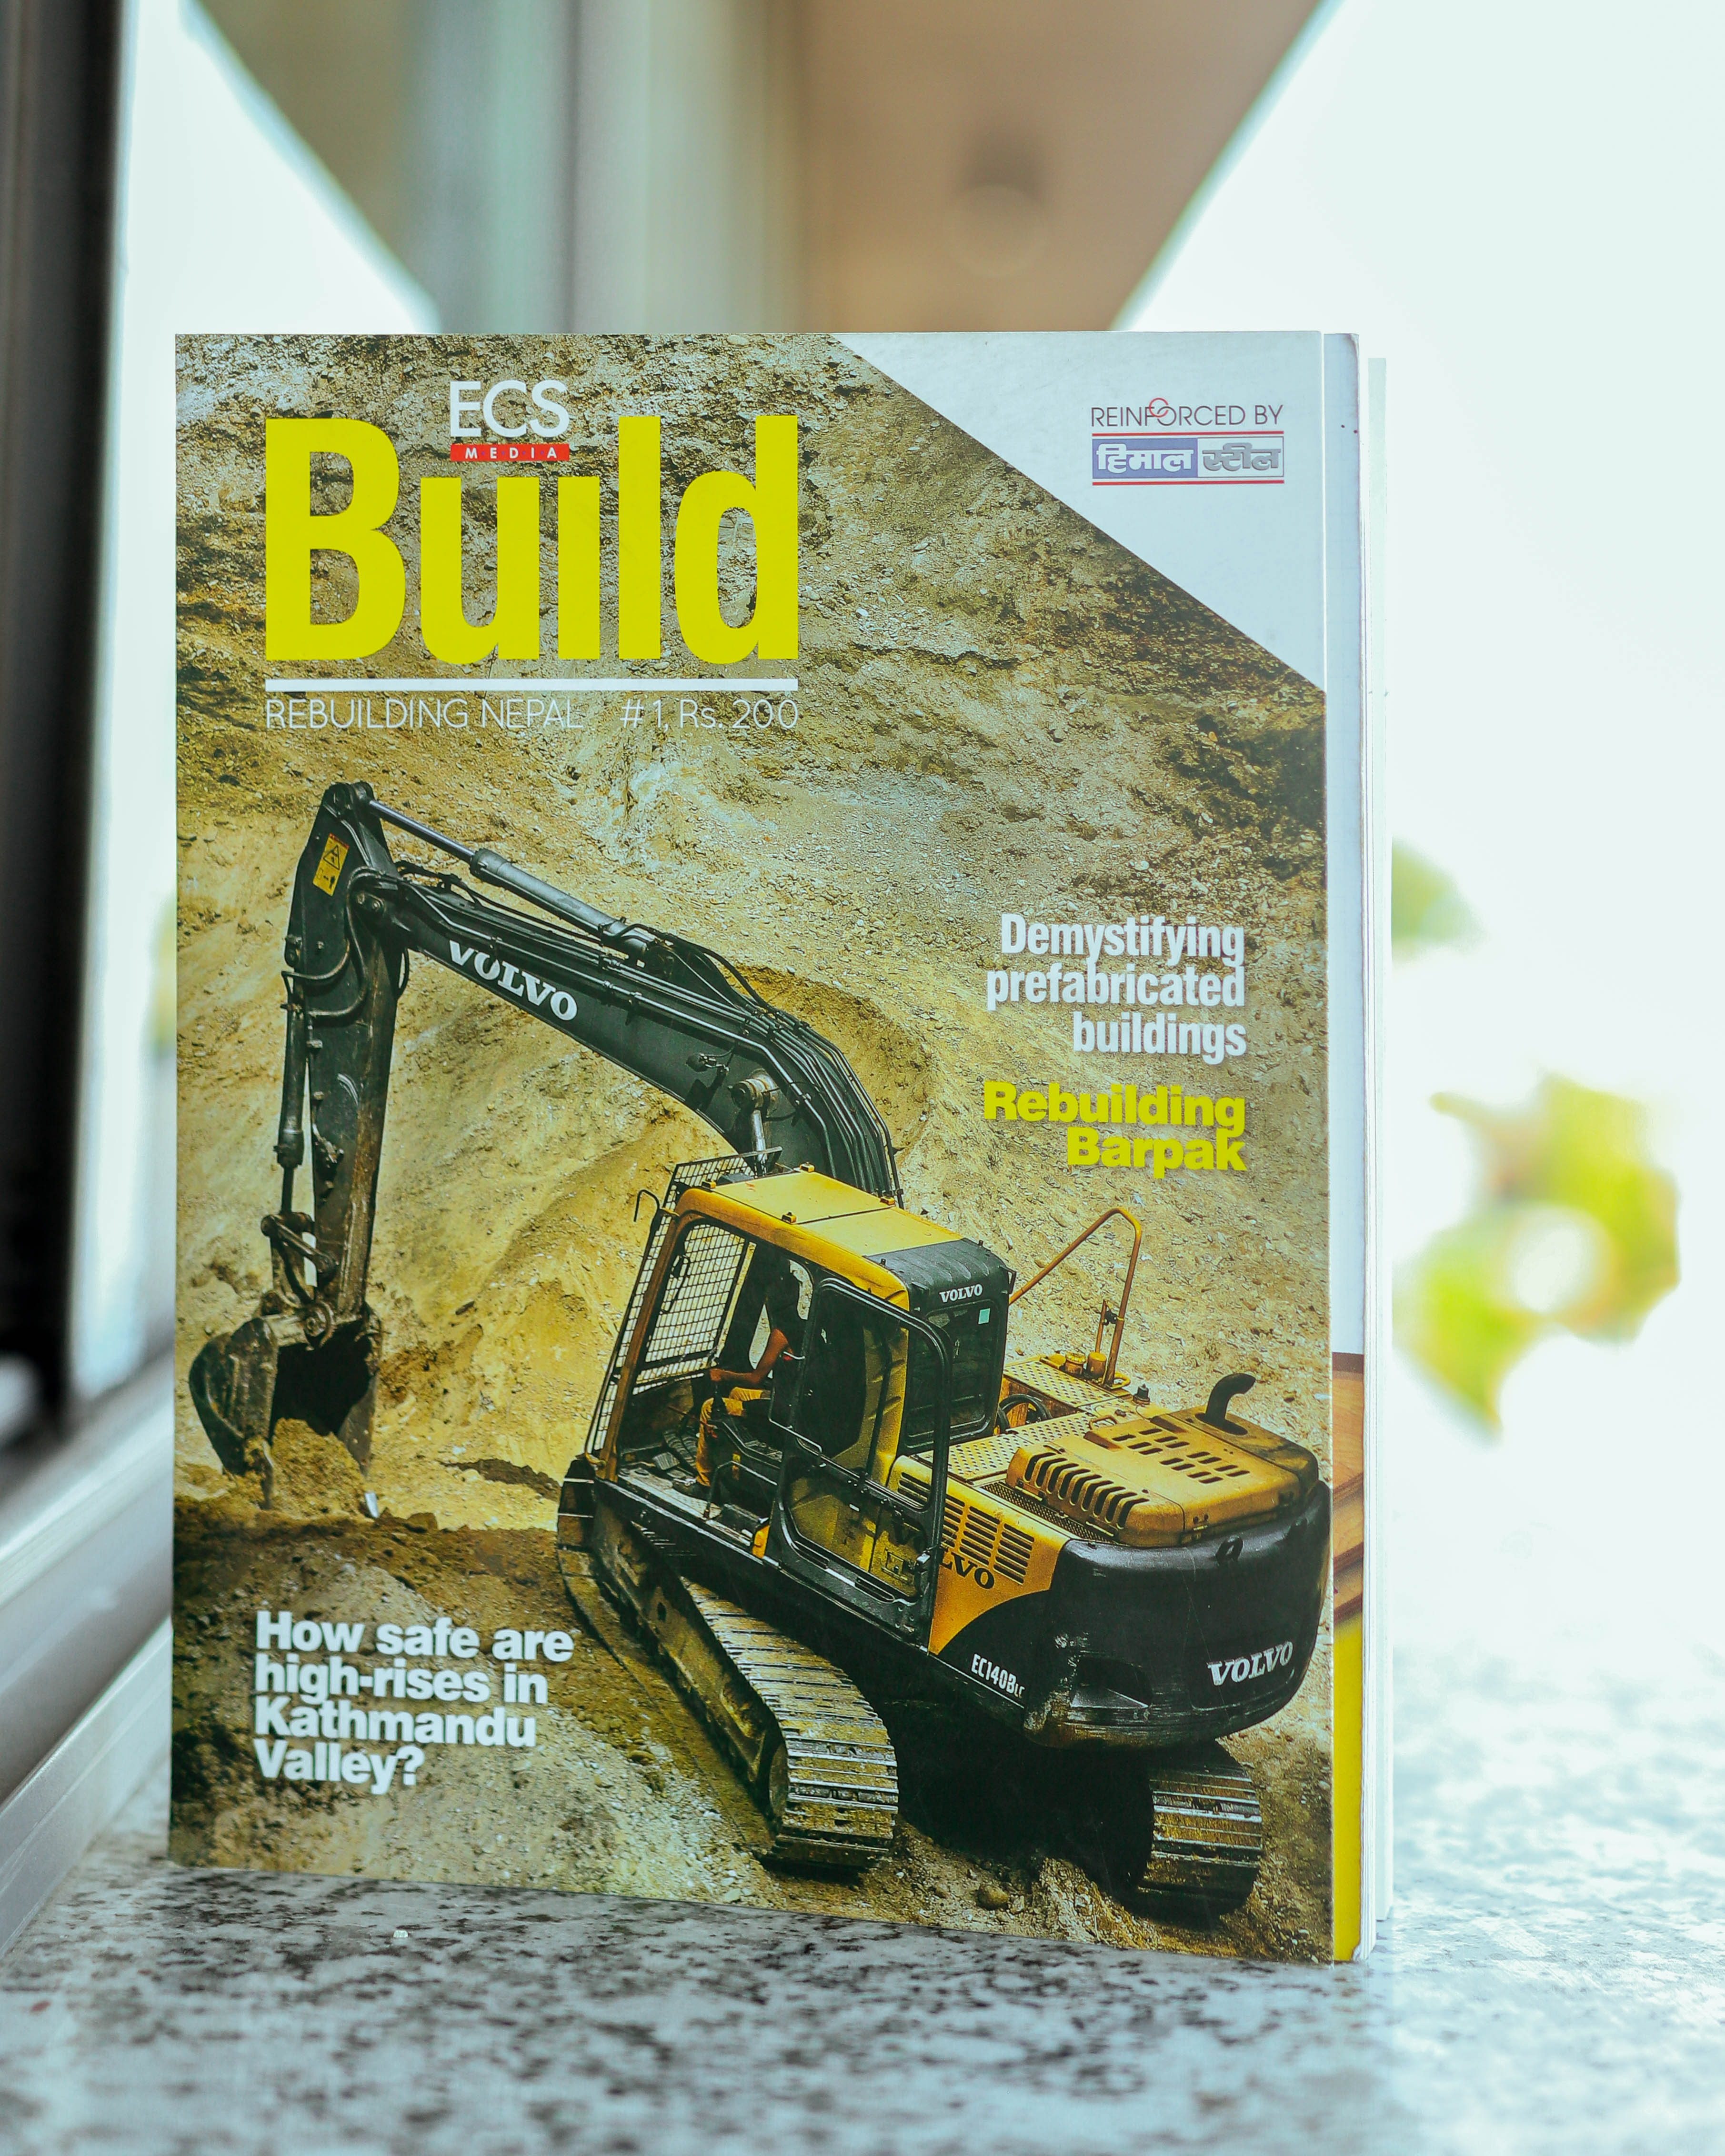 ECS
MEDIA
Build
REBUILDING NEPAL #1, Rs. 200
REINFORCED BY
हिमाल स्टील
VOLVO
Demystifying
prefabricated
buildings
Rebuilding
Barpak
VOLVO
VOLVO
EC140BLC
VOLVO
How safe are
high-rises in
Kathmandu
Valley?